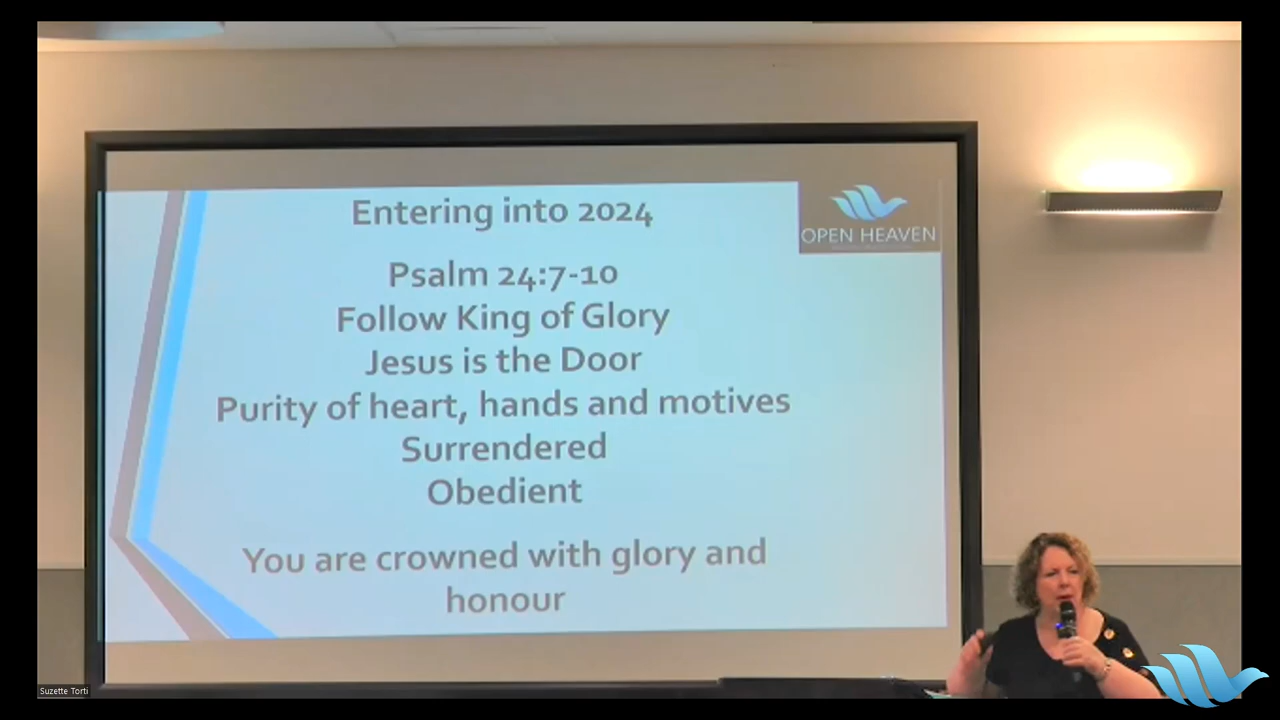 Entering into 2024
OPEN HEAVEN
Psalm 24:7-10
Follow King of Glory
Jesus is the Door
Purity of heart, hands and motives
Surrendered
Obedient
You are crowned with glory and
honour
Suzette Torti